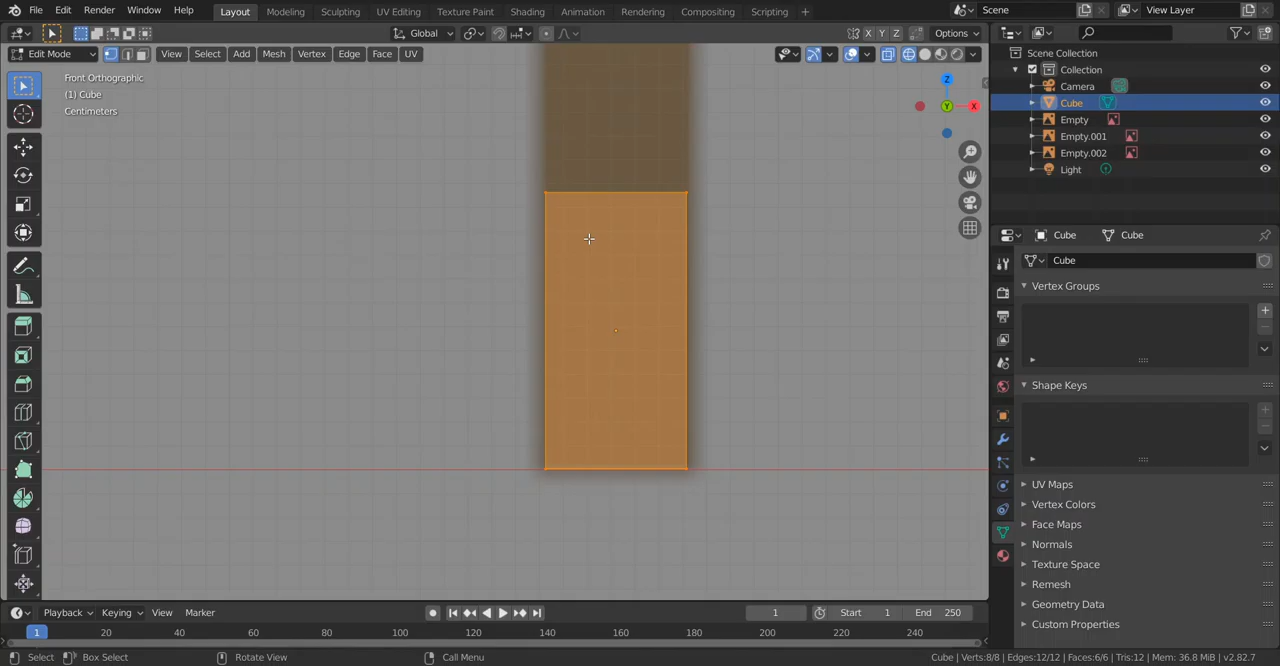 File Edit Render Window Help Layout Modeling Sculpting UV Editing Texture Paint Shading Animation Rendering Compositing Scripting + Scene View Layer
Global X Y Z Options
Edit Mode View Select Add Mesh Vertex Edge Face UV
Front Orthographic
(1) Cube
Centimeters
Z
Y
X
Scene Collection
Collection
Camera
Cube
Empty
Empty.001
Empty.002
Light
Cube Cube
Cube
Vertex Groups
Shape Keys
UV Maps
Vertex Colors
Face Maps
Normals
Texture Space
Remesh
Geometry Data
Custom Properties
Playback Keying View Marker 1 Start 1 End 250
1 20 40 60 80 100 120 140 160 180 200 220 240
Select Box Select Rotate View Call Menu Cube | Verts:8/8 | Edges:12/12 | Faces:6/6 | Tris:12 | Mem: 36.8 MiB | v2.82.7